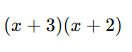 (x + 3)(x + 2)